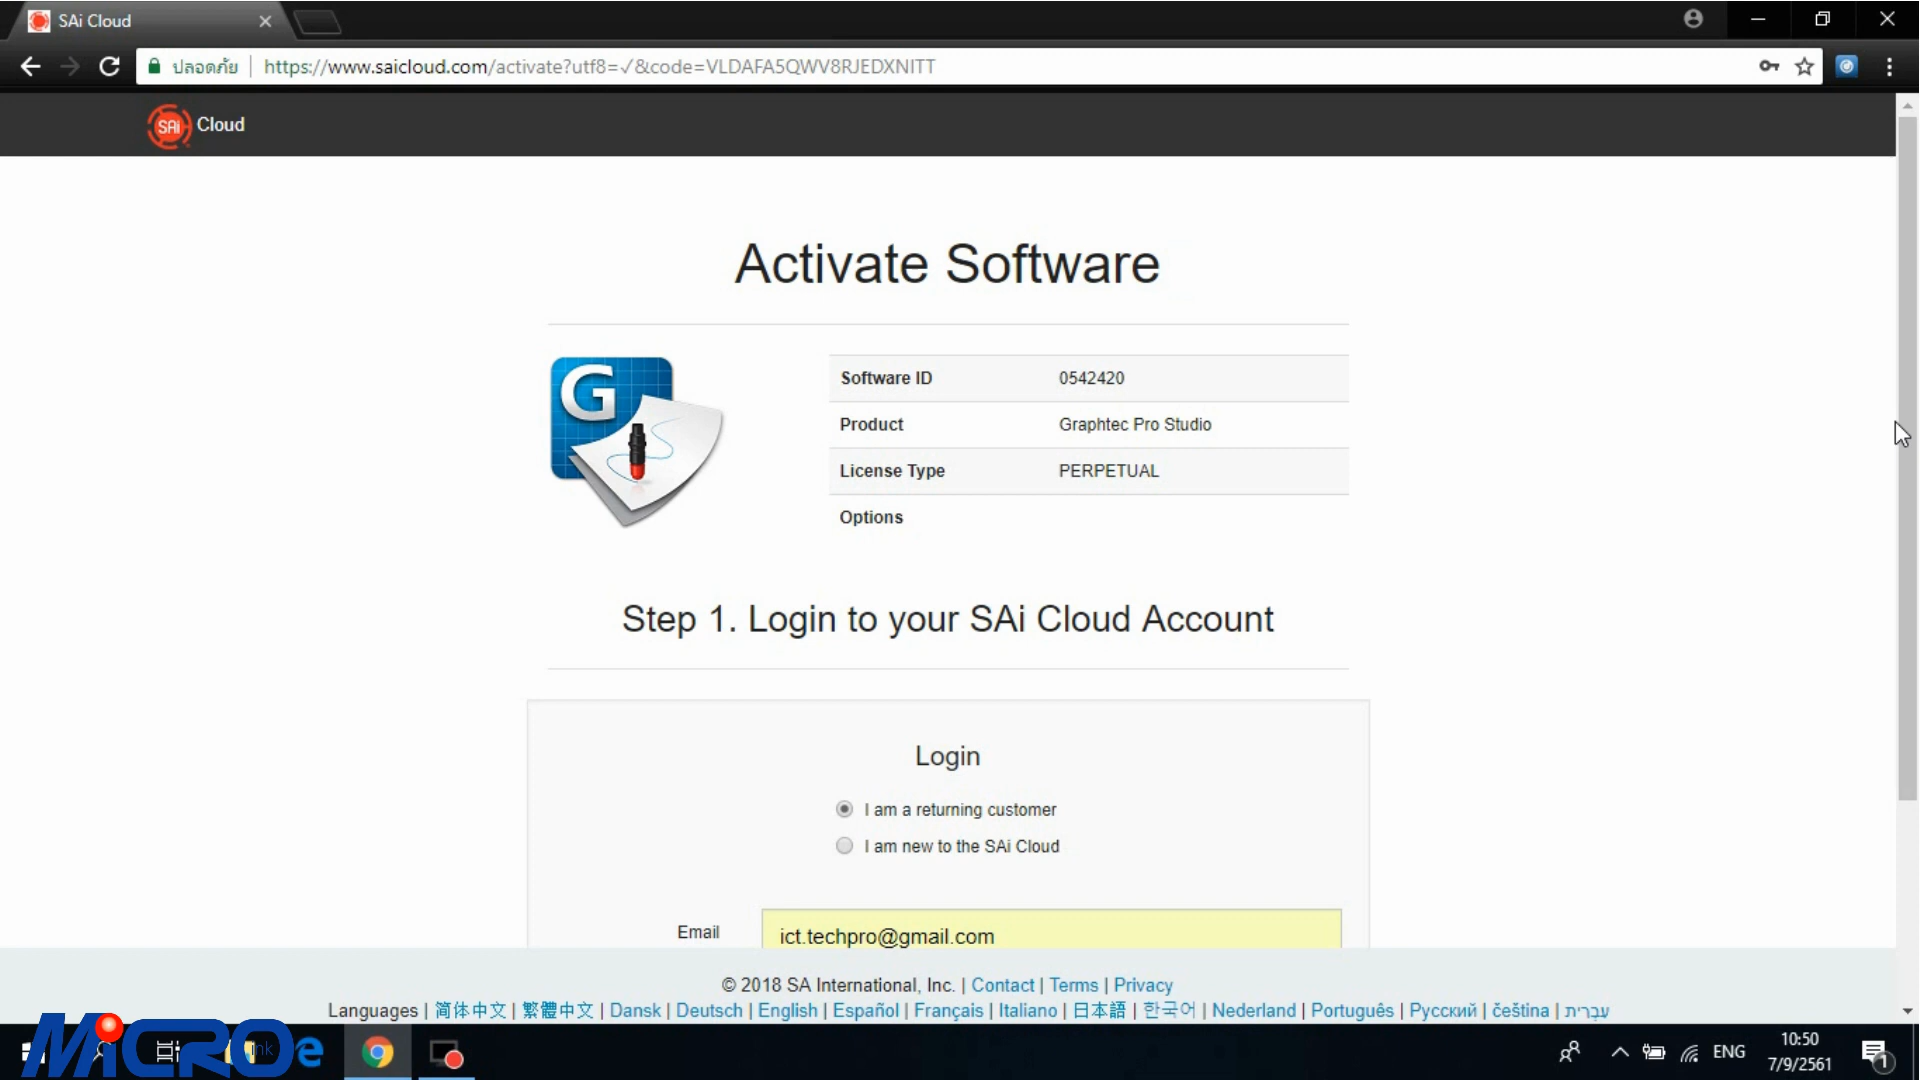 SAi Cloud
ปลอดภัย https://www.saicloud.com/activate?utf8=✓&code=VLDAFA5QWV8RJEDXNITT
SAi Cloud
Activate Software
G
Software ID 0542420
Product Graphtec Pro Studio
License Type PERPETUAL
Options
Step 1. Login to your SAi Cloud Account
Login
I am a returning customer
I am new to the SAi Cloud
Email ict.techpro@gmail.com
© 2018 SA International, Inc. | Contact | Terms | Privacy
Languages | 简体中文 | 繁體中文 | Dansk | Deutsch | English | Español | Français | Italiano | 日本語 | 한국어 | Nederland | Português | Русский | čeština | עברית
MiCRO
ENG
10:50
7/9/2561
1